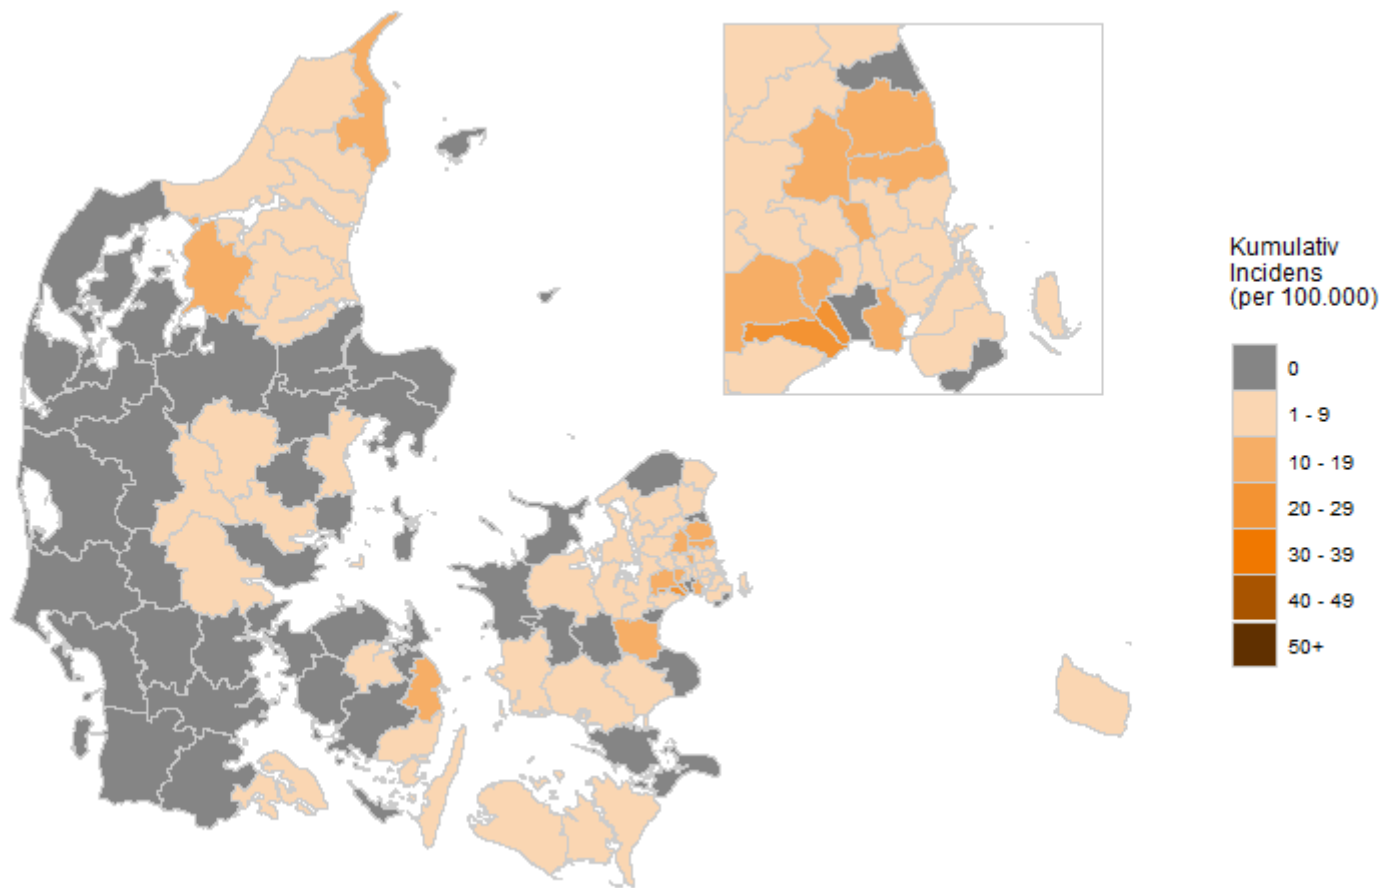 Kumulativ
Incidens
(per 100.000)
0
1 - 9
10 - 19
20 - 29
30 - 39
40 - 49
50+